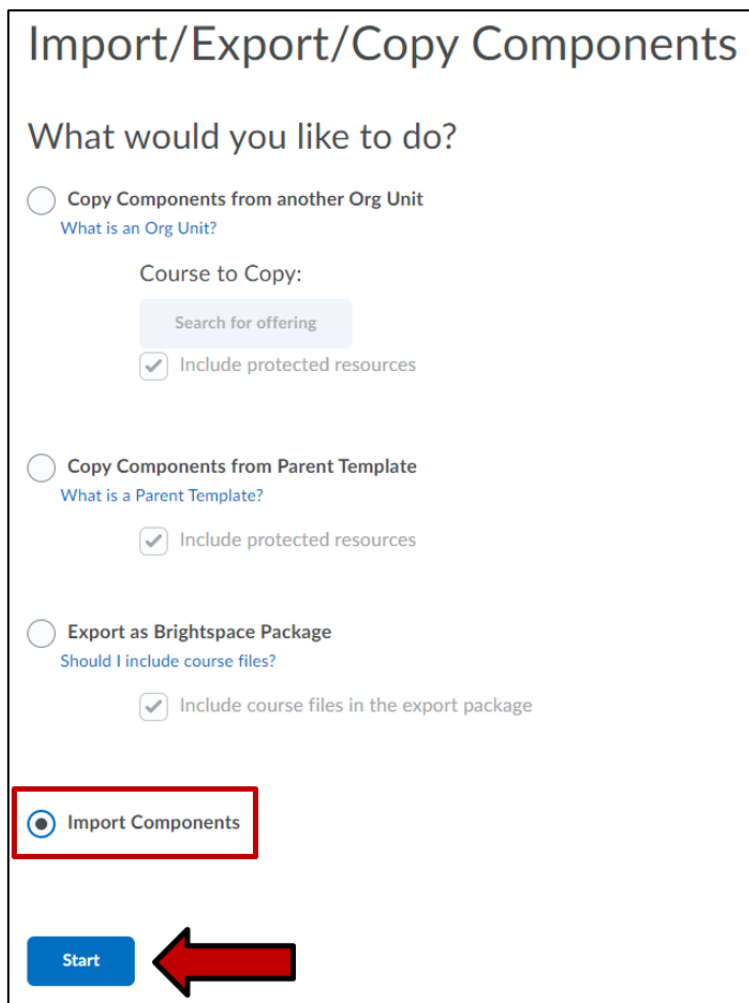 Import/Export/Copy Components
What would you like to do?
Copy Components from another Org Unit
What is an Org Unit?
Course to Copy:
Search for offering
Include protected resources
Copy Components from Parent Template
What is a Parent Template?
Include protected resources
Export as Brightspace Package
Should I include course files?
Include course files in the export package
Import Components
Start